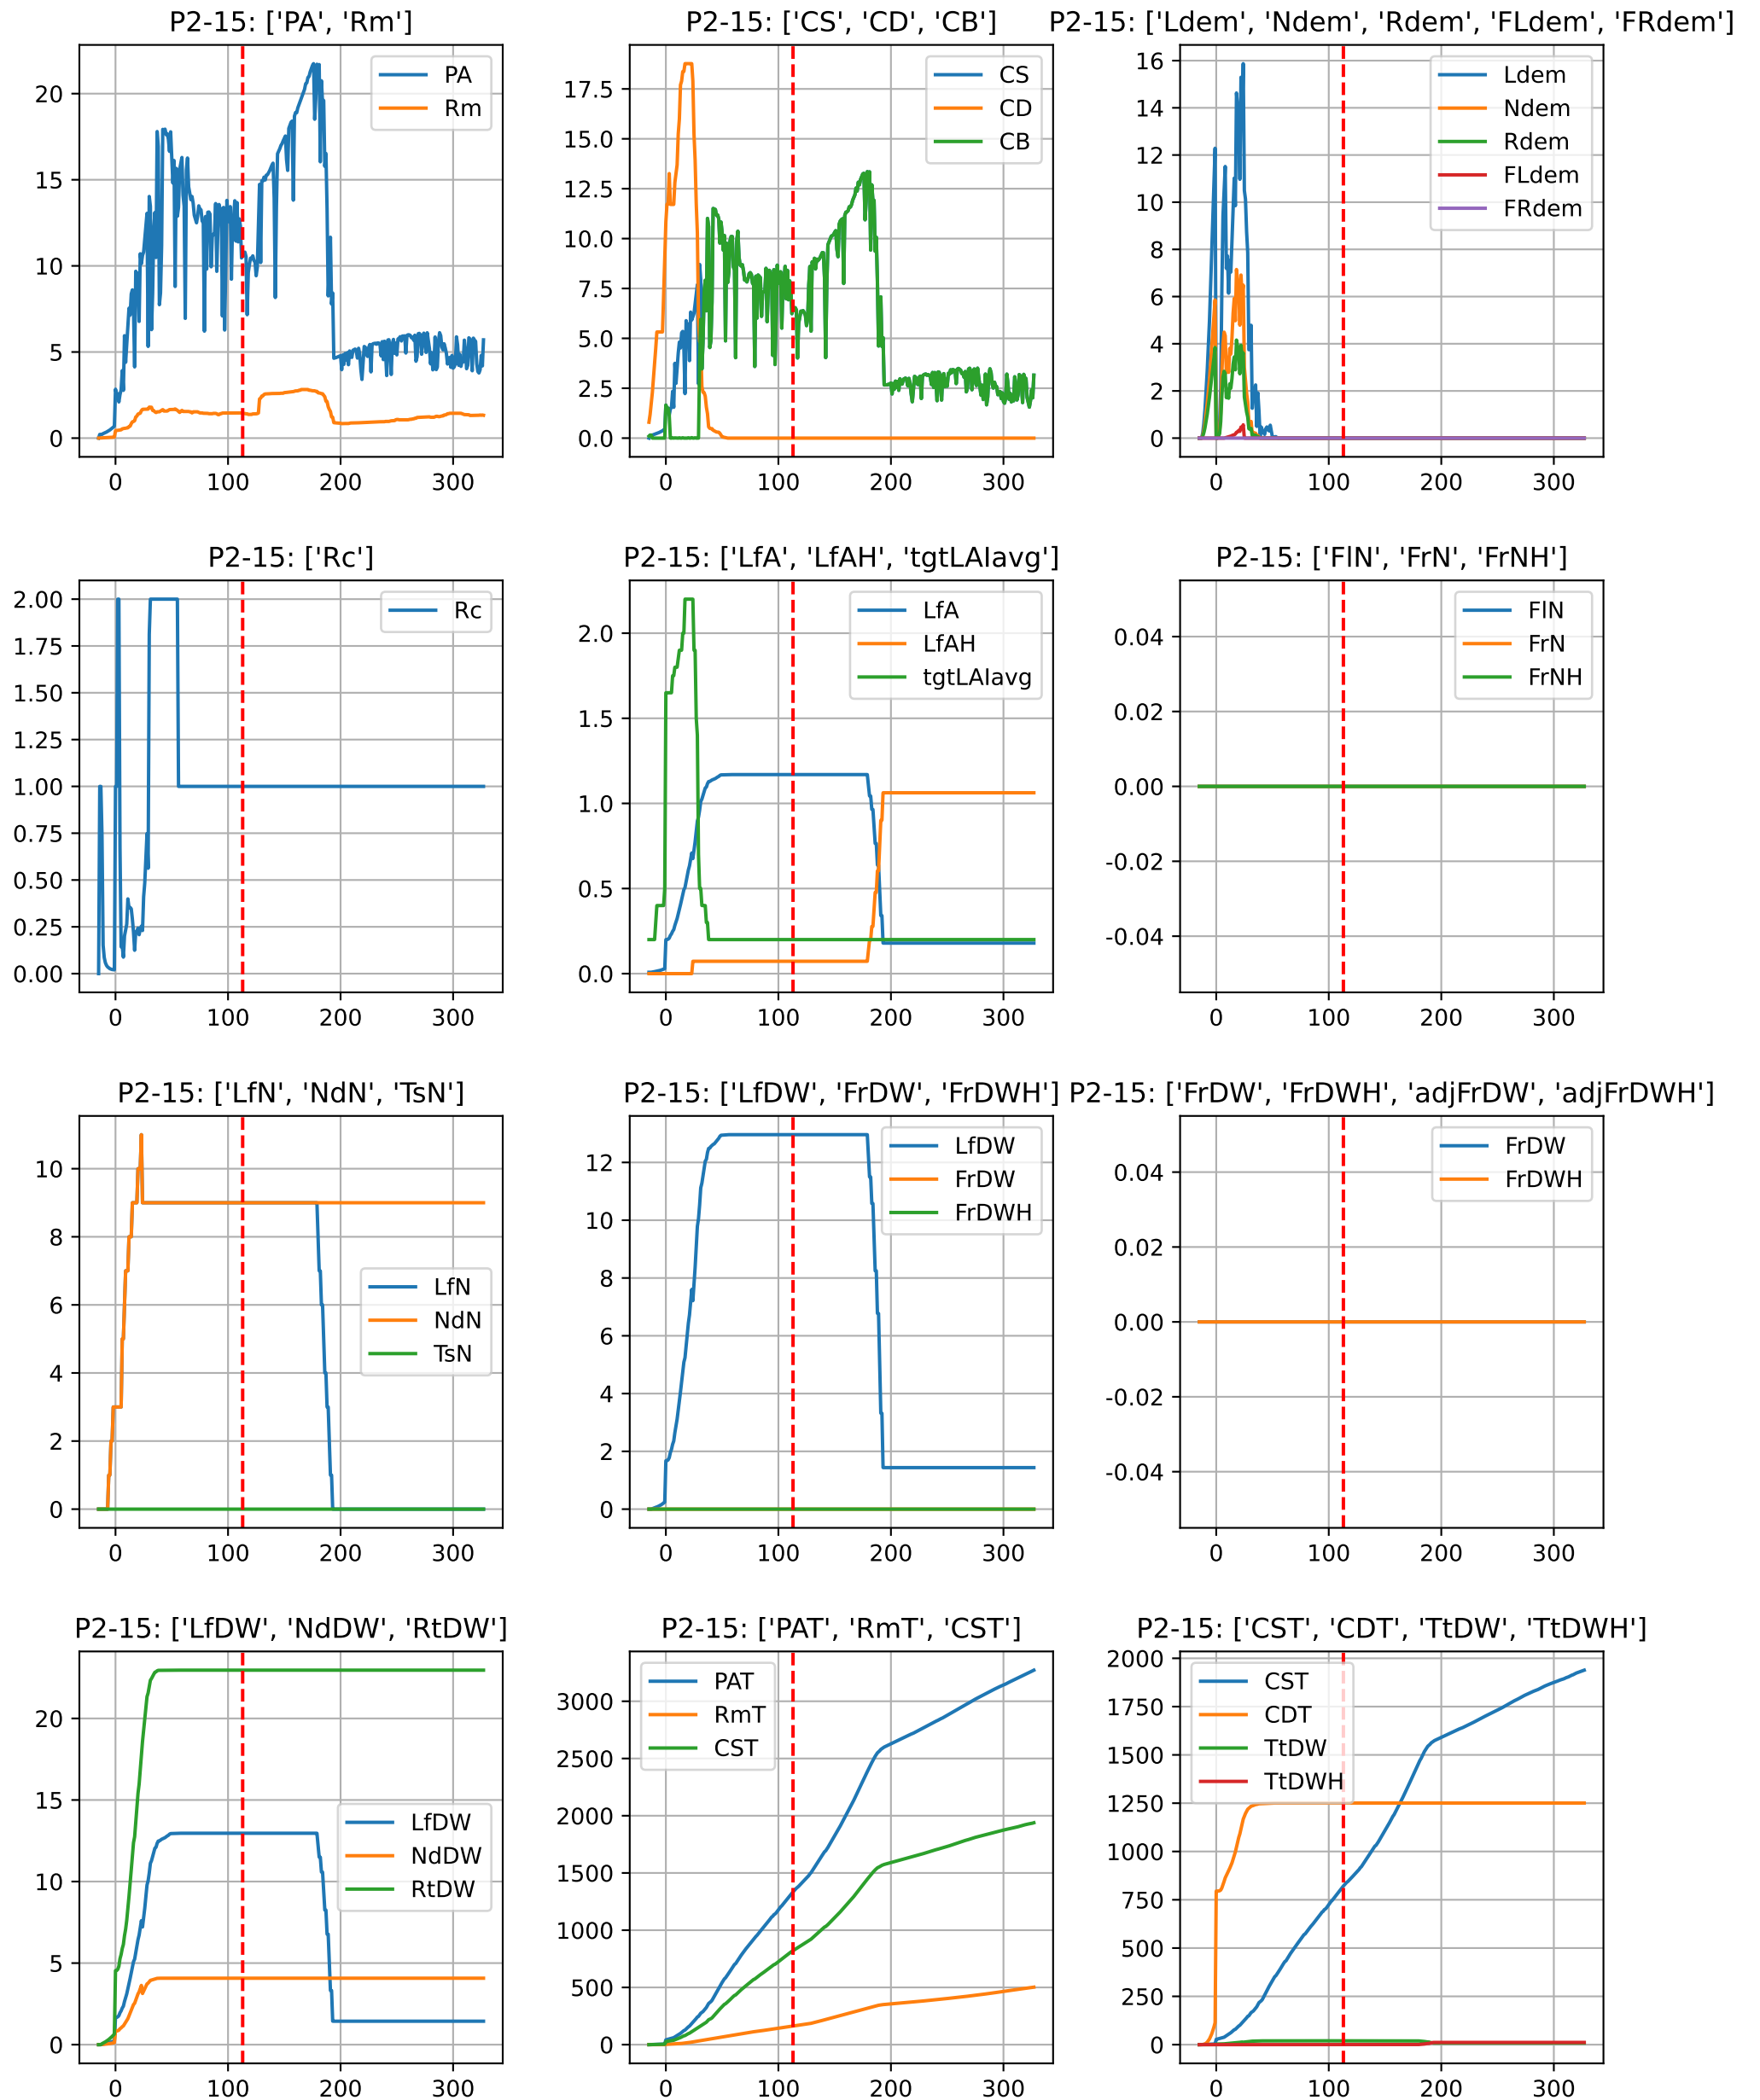 P2-15: ['PA', 'Rm']
PA
Rm
20
15
10
5
0
0 100 200 300
P2-15: ['CS', 'CD', 'CB']
CS
CD
CB
17.5
15.0
12.5
10.0
7.5
5.0
2.5
0.0
0 100 200 300
P2-15: ['Ldem', 'Ndem', 'Rdem', 'FLdem', 'FRdem']
Ldem
Ndem
Rdem
FLdem
FRdem
16
14
12
10
8
6
4
2
0
0 100 200 300
P2-15: ['Rc']
Rc
2.00
1.75
1.50
1.25
1.00
0.75
0.50
0.25
0.00
0 100 200 300
P2-15: ['LfA', 'LfAH', 'tgtLAIavg']
LfA
LfAH
tgtLAIavg
2.0
1.5
1.0
0.5
0.0
0 100 200 300
P2-15: ['FlN', 'FrN', 'FrNH']
FlN
FrN
FrNH
0.04
0.02
0.00
-0.02
-0.04
0 100 200 300
P2-15: ['LfN', 'NdN', 'TsN']
LfN
NdN
TsN
10
8
6
4
2
0
0 100 200 300
P2-15: ['LfDW', 'FrDW', 'FrDWH']
LfDW
FrDW
FrDWH
12
10
8
6
4
2
0
0 100 200 300
P2-15: ['FrDW', 'FrDWH', 'adjFrDW', 'adjFrDWH']
FrDW
FrDWH
0.04
0.02
0.00
-0.02
-0.04
0 100 200 300
P2-15: ['LfDW', 'NdDW', 'RtDW']
LfDW
NdDW
RtDW
20
15
10
5
0
0 100 200 300
P2-15: ['PAT', 'RmT', 'CST']
PAT
RmT
CST
3000
2500
2000
1500
1000
500
0
0 100 200 300
P2-15: ['CST', 'CDT', 'TtDW', 'TtDWH']
CST
CDT
TtDW
TtDWH
2000
1750
1500
1250
1000
750
500
250
0
0 100 200 300